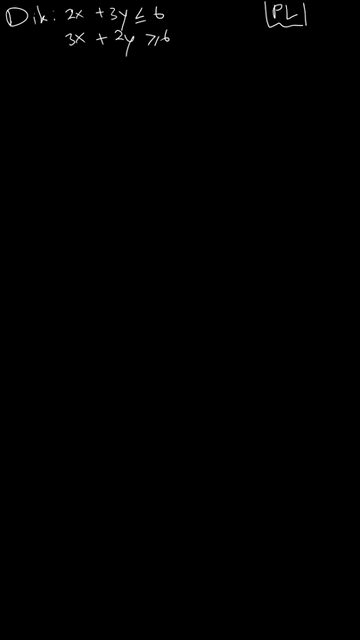 Dik: 2x + 3y ≤ 6 PL
3x + 2y ≥ 6